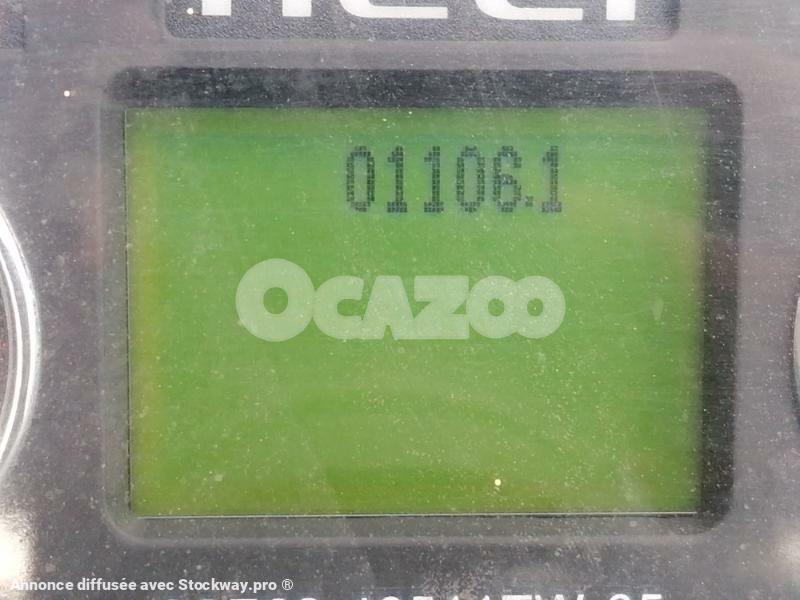 01106.1
OCAZOO
Annonce diffusée avec Stockway.pro ®